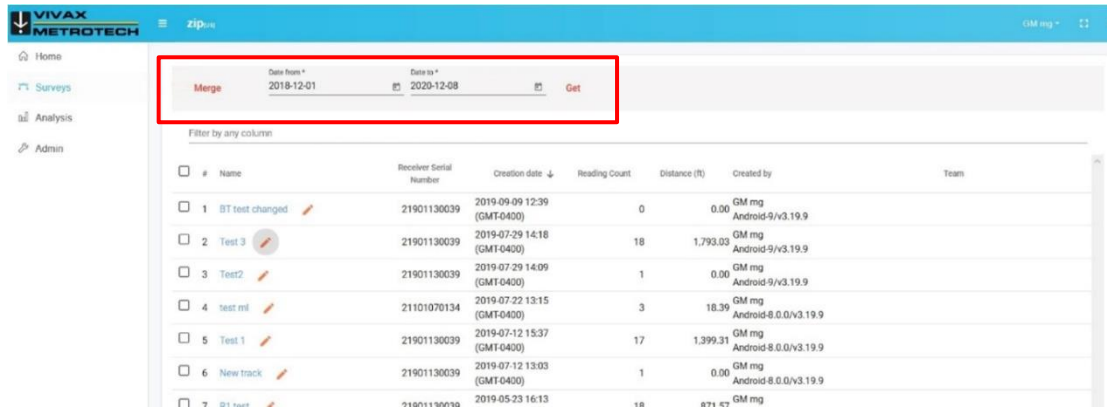 VIVAX
METROTECH
zip
GM mg
Home
Surveys
Analysis
Admin
Date from *
Date to *
Merge 2018-12-01 2020-12-08 Get
Filter by any column
# Name Receiver Serial Number Creation date ↓ Reading Count Distance (ft) Created by Team
1 BT test changed 21901130039 2019-09-09 12:39 (GMT-0400) 0 0.00 GM mg Android-9/v3.19.9
2 Test 3 21901130039 2019-07-29 14:18 (GMT-0400) 18 1,793.03 GM mg Android-9/v3.19.9
3 Test2 21901130039 2019-07-29 14:09 (GMT-0400) 1 0.00 GM mg Android-9/v3.19.9
4 test ml 21101070134 2019-07-22 13:15 (GMT-0400) 3 18.39 GM mg Android-8.0.0/v3.19.9
5 Test 1 21901130039 2019-07-12 15:37 (GMT-0400) 17 1,399.31 GM mg Android-8.0.0/v3.19.9
6 New track 21901130039 2019-07-12 13:03 (GMT-0400) 1 0.00 GM mg Android-8.0.0/v3.19.9
7 R1 test 21901130039 2019-05-23 16:13 18 871.57 GM mg